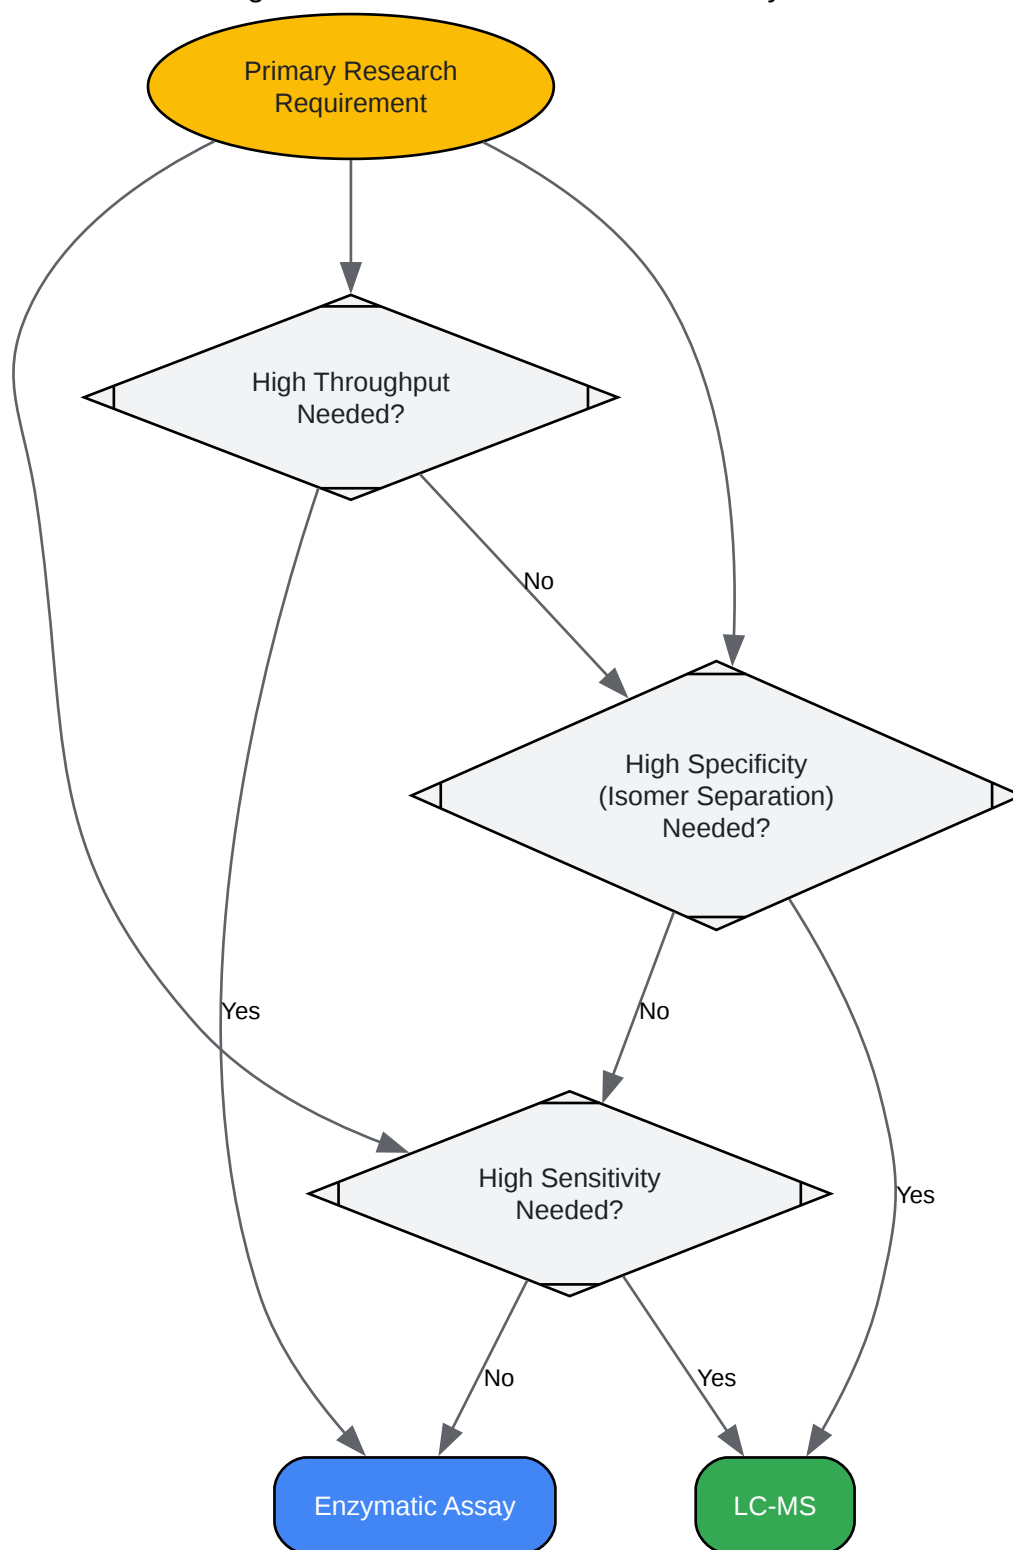 Primary Research
Requirement
High Throughput
Needed?
No
High Specificity
(Isomer Separation)
Needed?
Yes
No
High Sensitivity
Needed?
Yes
No
Yes
Enzymatic Assay
LC-MS